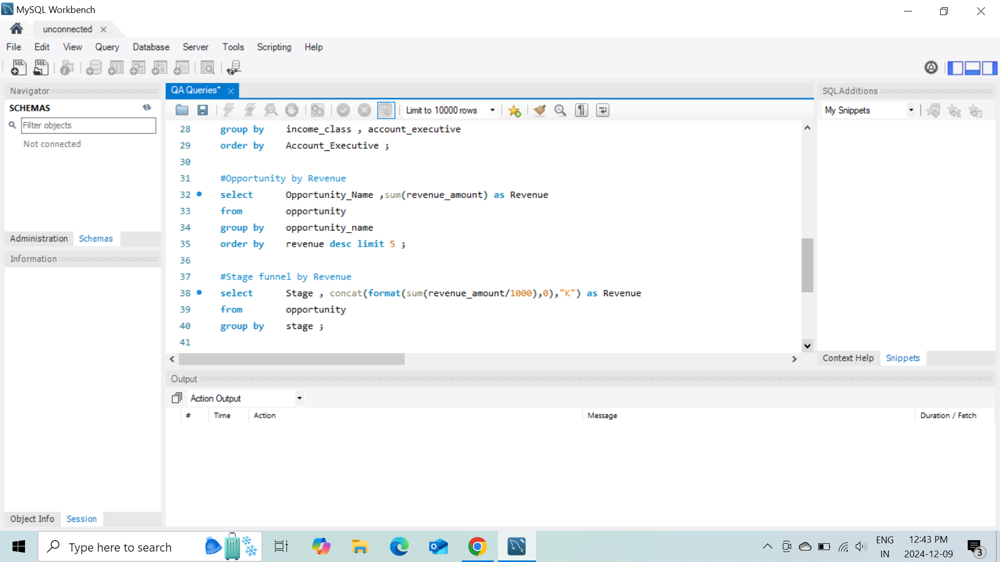 MySQL Workbench
unconnected
File Edit View Query Database Server Tools Scripting Help
Navigator
SCHEMAS
Filter objects
Not connected
Administration Schemas
Information
Object Info Session
QA Queries*
Limit to 10000 rows
28 group by income_class , account_executive
29 order by Account_Executive ;
30
31 #Opportunity by Revenue
32 select Opportunity_Name ,sum(revenue_amount) as Revenue
33 from opportunity
34 group by opportunity_name
35 order by revenue desc limit 5 ;
36
37 #Stage funnel by Revenue
38 select Stage , concat(format(sum(revenue_amount/1000),0),"K") as Revenue
39 from opportunity
40 group by stage ;
41
SQLAdditions
My Snippets
Context Help Snippets
Output
Action Output
# Time Action Message Duration / Fetch
Type here to search
ENG
IN
12:43 PM
2024-12-09
3